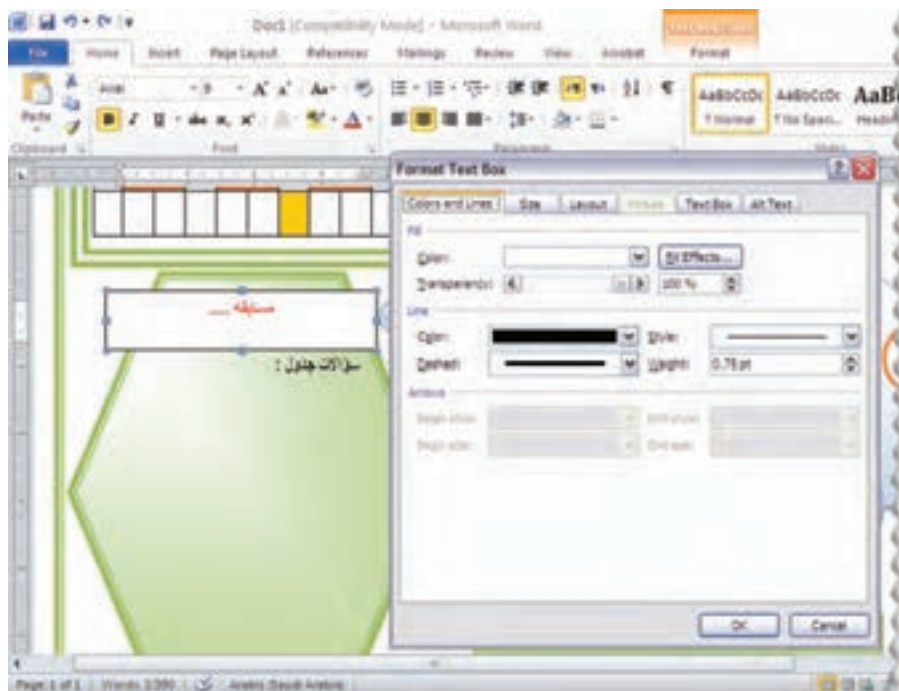 Doc1 [Compatibility Mode] - Microsoft Word
File Home Insert Page Layout References Mailings Review View Acrobat Format
Paste
Arial 9
Clipboard Font Paragraph Styles
AaBbCcDc AaBbCcDc AaB
¶ Normal ¶ No Spaci... Headin
Format Text Box
Colors and Lines Size Layout Picture Text Box Alt Text
Fill
Color: Fill Effects...
Transparency: 100 %
Line
Color: Style:
Dashed: Weight: 0.75 pt
Arrows
Begin style: End style:
Begin size: End size:
OK Cancel
مسابقه
سؤالات جدول :
Page: 1 of 1 Words: 1/390 Arabic (Saudi Arabia)